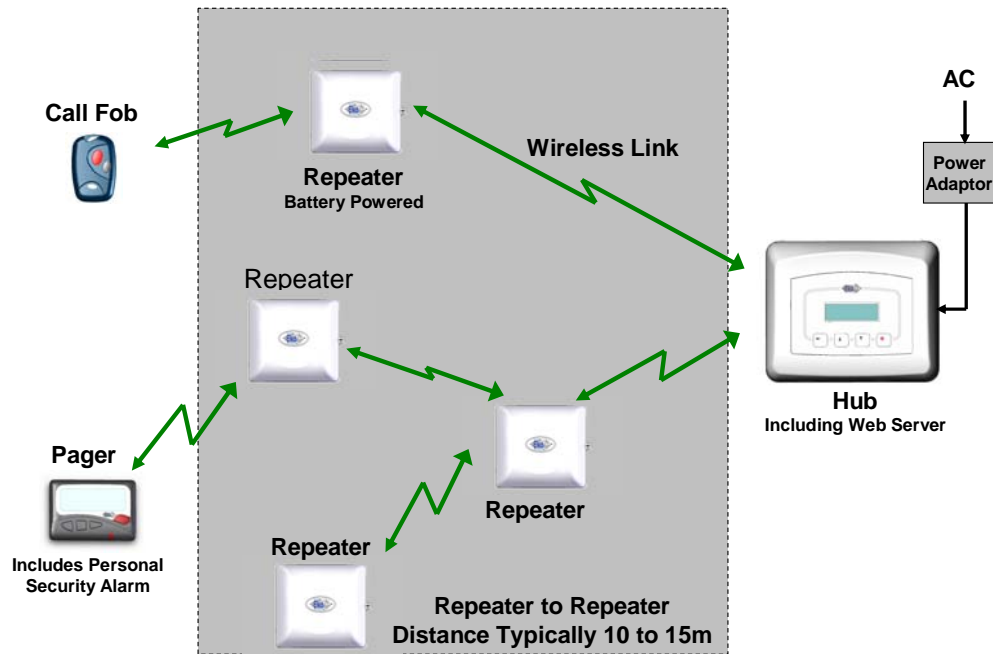 AC
Call Fob
Wireless Link
Power
Adaptor
Repeater
Battery Powered
Repeater
Hub
Including Web Server
Pager
Repeater
Includes Personal
Security Alarm
Repeater
Repeater to Repeater
Distance Typically 10 to 15m